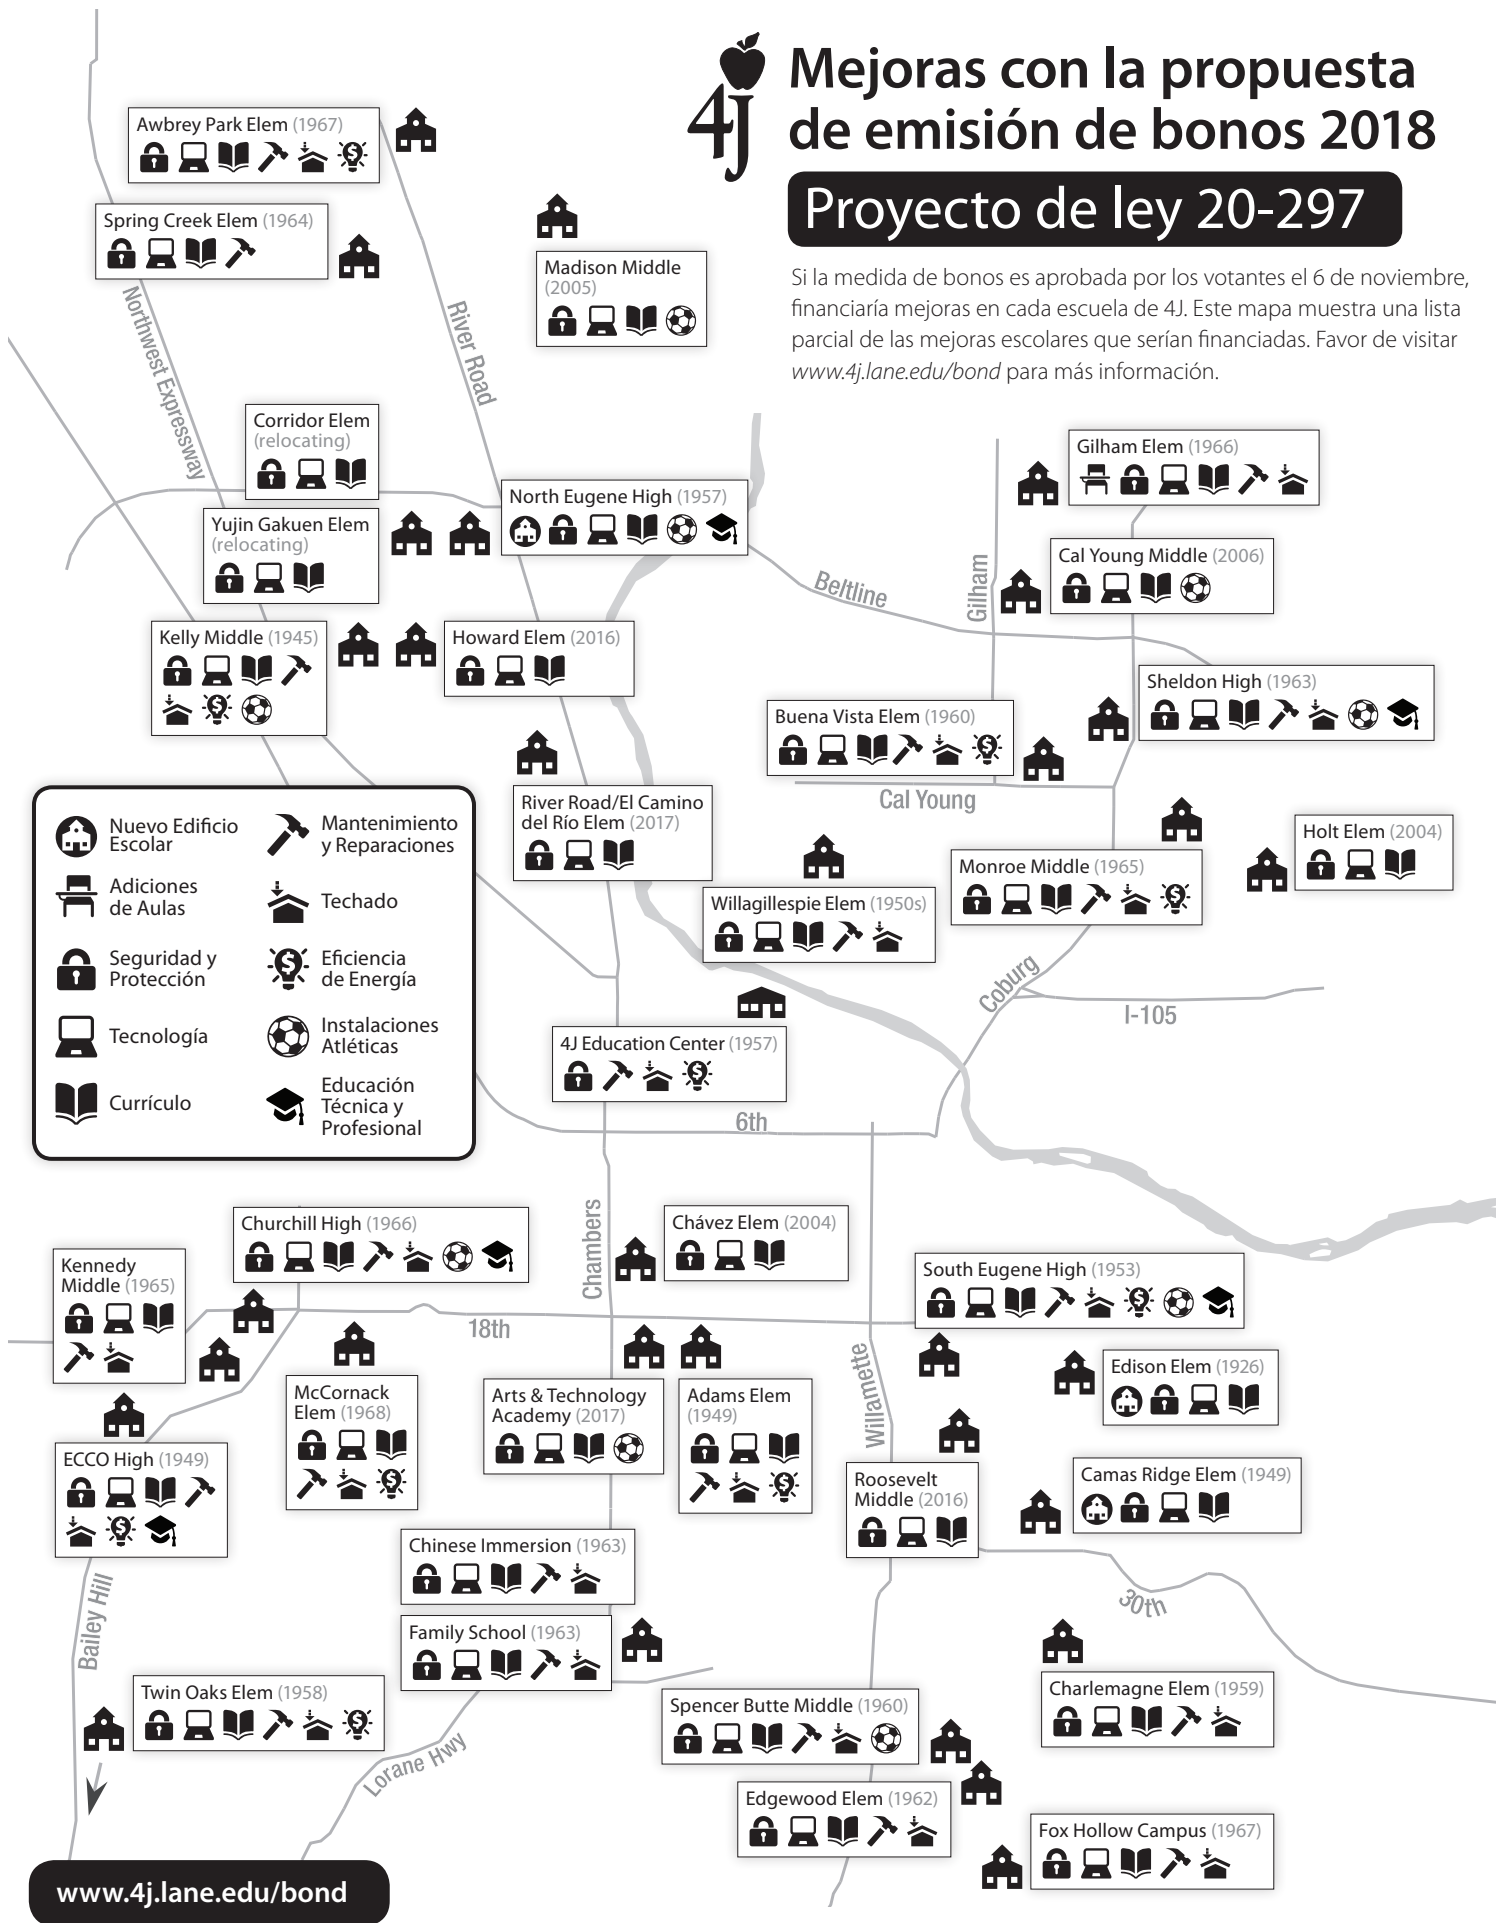 4J
Mejoras con la propuesta
de emisión de bonos 2018
Proyecto de ley 20-297
Si la medida de bonos es aprobada por los votantes el 6 de noviembre,
financiaría mejoras en cada escuela de 4J. Este mapa muestra una lista
parcial de las mejoras escolares que serían financiadas. Favor de visitar
www.4j.lane.edu/bond para más información.
Awbrey Park Elem (1967)
Spring Creek Elem (1964)
Madison Middle
(2005)
Northwest Expressway
River Road
Corridor Elem
(relocating)
Yujin Gakuen Elem
(relocating)
North Eugene High (1957)
Gilham Elem (1966)
Cal Young Middle (2006)
Beltline
Gilham
Kelly Middle (1945)
Howard Elem (2016)
Sheldon High (1963)
Buena Vista Elem (1960)
Cal Young
River Road/El Camino
del Río Elem (2017)
Holt Elem (2004)
Monroe Middle (1965)
Willagillespie Elem (1950s)
Coburg
I-105
Nuevo Edificio
Escolar
Adiciones
de Aulas
Seguridad y
Protección
Tecnología
Currículo
Mantenimiento
y Reparaciones
Techado
Eficiencia
de Energía
Instalaciones
Atléticas
Educación
Técnica y
Profesional
4J Education Center (1957)
6th
Chambers
Churchill High (1966)
Chávez Elem (2004)
Kennedy
Middle (1965)
South Eugene High (1953)
18th
Willamette
Edison Elem (1926)
McCornack
Elem (1968)
Arts & Technology
Academy (2017)
Adams Elem
(1949)
ECCO High (1949)
Roosevelt
Middle (2016)
Camas Ridge Elem (1949)
Chinese Immersion (1963)
Family School (1963)
Bailey Hill
30th
Twin Oaks Elem (1958)
Lorane Hwy
Spencer Butte Middle (1960)
Charlemagne Elem (1959)
Edgewood Elem (1962)
Fox Hollow Campus (1967)
www.4j.lane.edu/bond